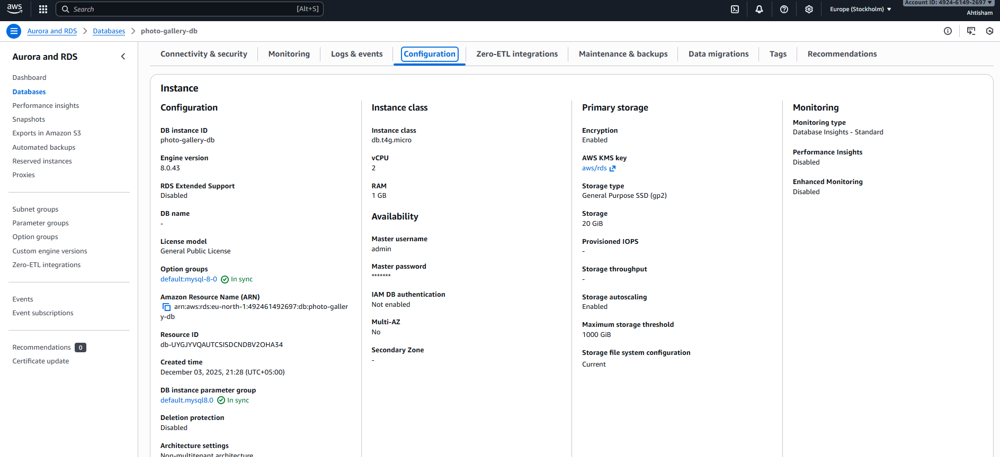 aws
Search
[Alt+S]
Europe (Stockholm)
Account ID: 4924-6149-2697
Ahtisham
Aurora and RDS
Databases
photo-gallery-db
Aurora and RDS
Dashboard
Databases
Performance insights
Snapshots
Exports in Amazon S3
Automated backups
Reserved instances
Proxies
Subnet groups
Parameter groups
Option groups
Custom engine versions
Zero-ETL integrations
Events
Event subscriptions
Recommendations 0
Certificate update
Connectivity & security
Monitoring
Logs & events
Configuration
Zero-ETL integrations
Maintenance & backups
Data migrations
Tags
Recommendations
Instance
Configuration
DB instance ID
photo-gallery-db
Engine version
8.0.43
RDS Extended Support
Disabled
DB name
-
License model
General Public License
Option groups
default:mysql-8-0 In sync
Amazon Resource Name (ARN)
arn:aws:rds:eu-north-1:492461492697:db:photo-galler
y-db
Resource ID
db-UYGJYVQAUTCSISDCNDBV2OHA34
Created time
December 03, 2025, 21:28 (UTC+05:00)
DB instance parameter group
default.mysql8.0 In sync
Deletion protection
Disabled
Architecture settings
Non-multitenant architecture
Instance class
Instance class
db.t4g.micro
vCPU
2
RAM
1 GB
Availability
Master username
admin
Master password
*******
IAM DB authentication
Not enabled
Multi-AZ
No
Secondary Zone
-
Primary storage
Encryption
Enabled
AWS KMS key
aws/rds
Storage type
General Purpose SSD (gp2)
Storage
20 GiB
Provisioned IOPS
-
Storage throughput
-
Storage autoscaling
Enabled
Maximum storage threshold
1000 GiB
Storage file system configuration
Current
Monitoring
Monitoring type
Database Insights - Standard
Performance Insights
Disabled
Enhanced Monitoring
Disabled